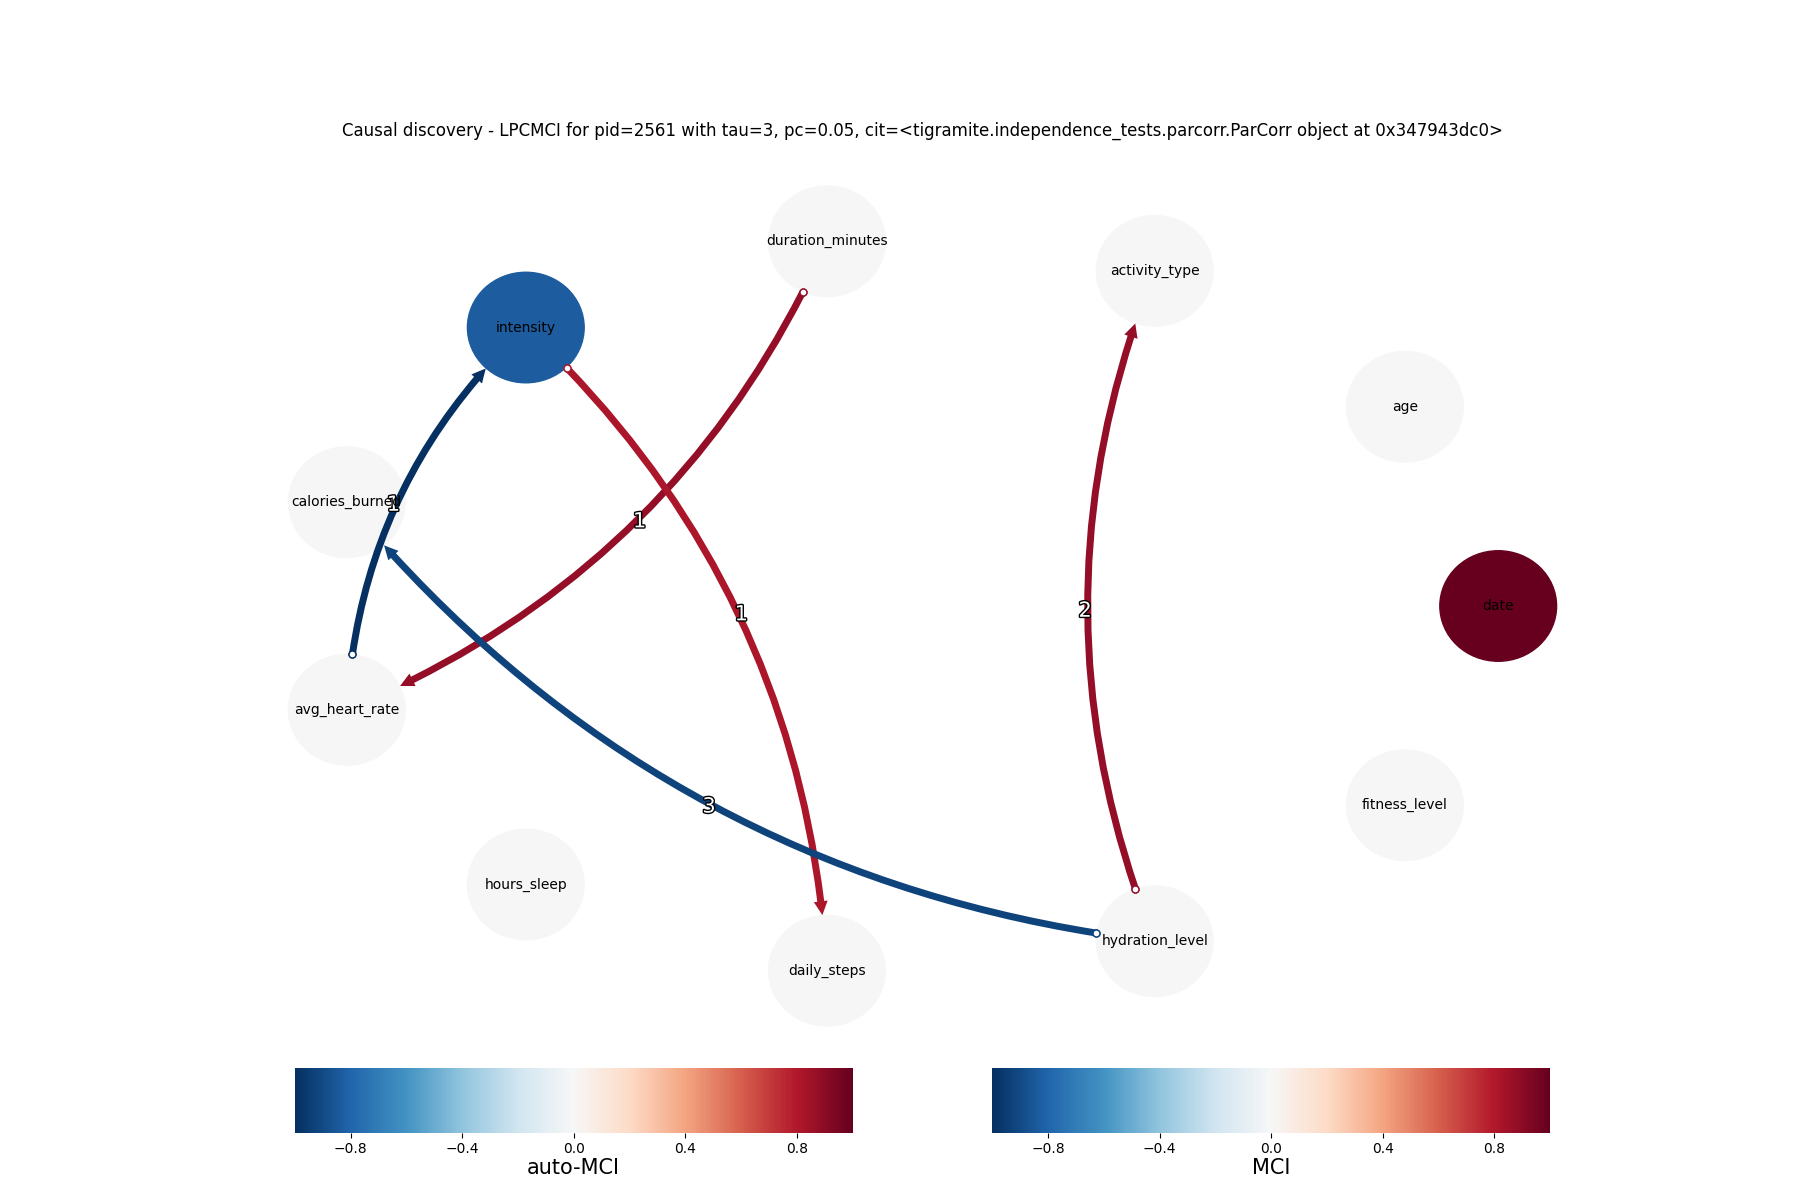 Causal discovery - LPCMCI for pid=2561 with tau=3, pc=0.05, cit=<tigramite.independence_tests.parcorr.ParCorr object at 0x347943dc0>
duration_minutes
activity_type
intensity
age
calories_burned
1
1
date
1
2
avg_heart_rate
3
fitness_level
hours_sleep
hydration_level
daily_steps
−0.8 −0.4 0.0 0.4 0.8
auto-MCI
−0.8 −0.4 0.0 0.4 0.8
MCI